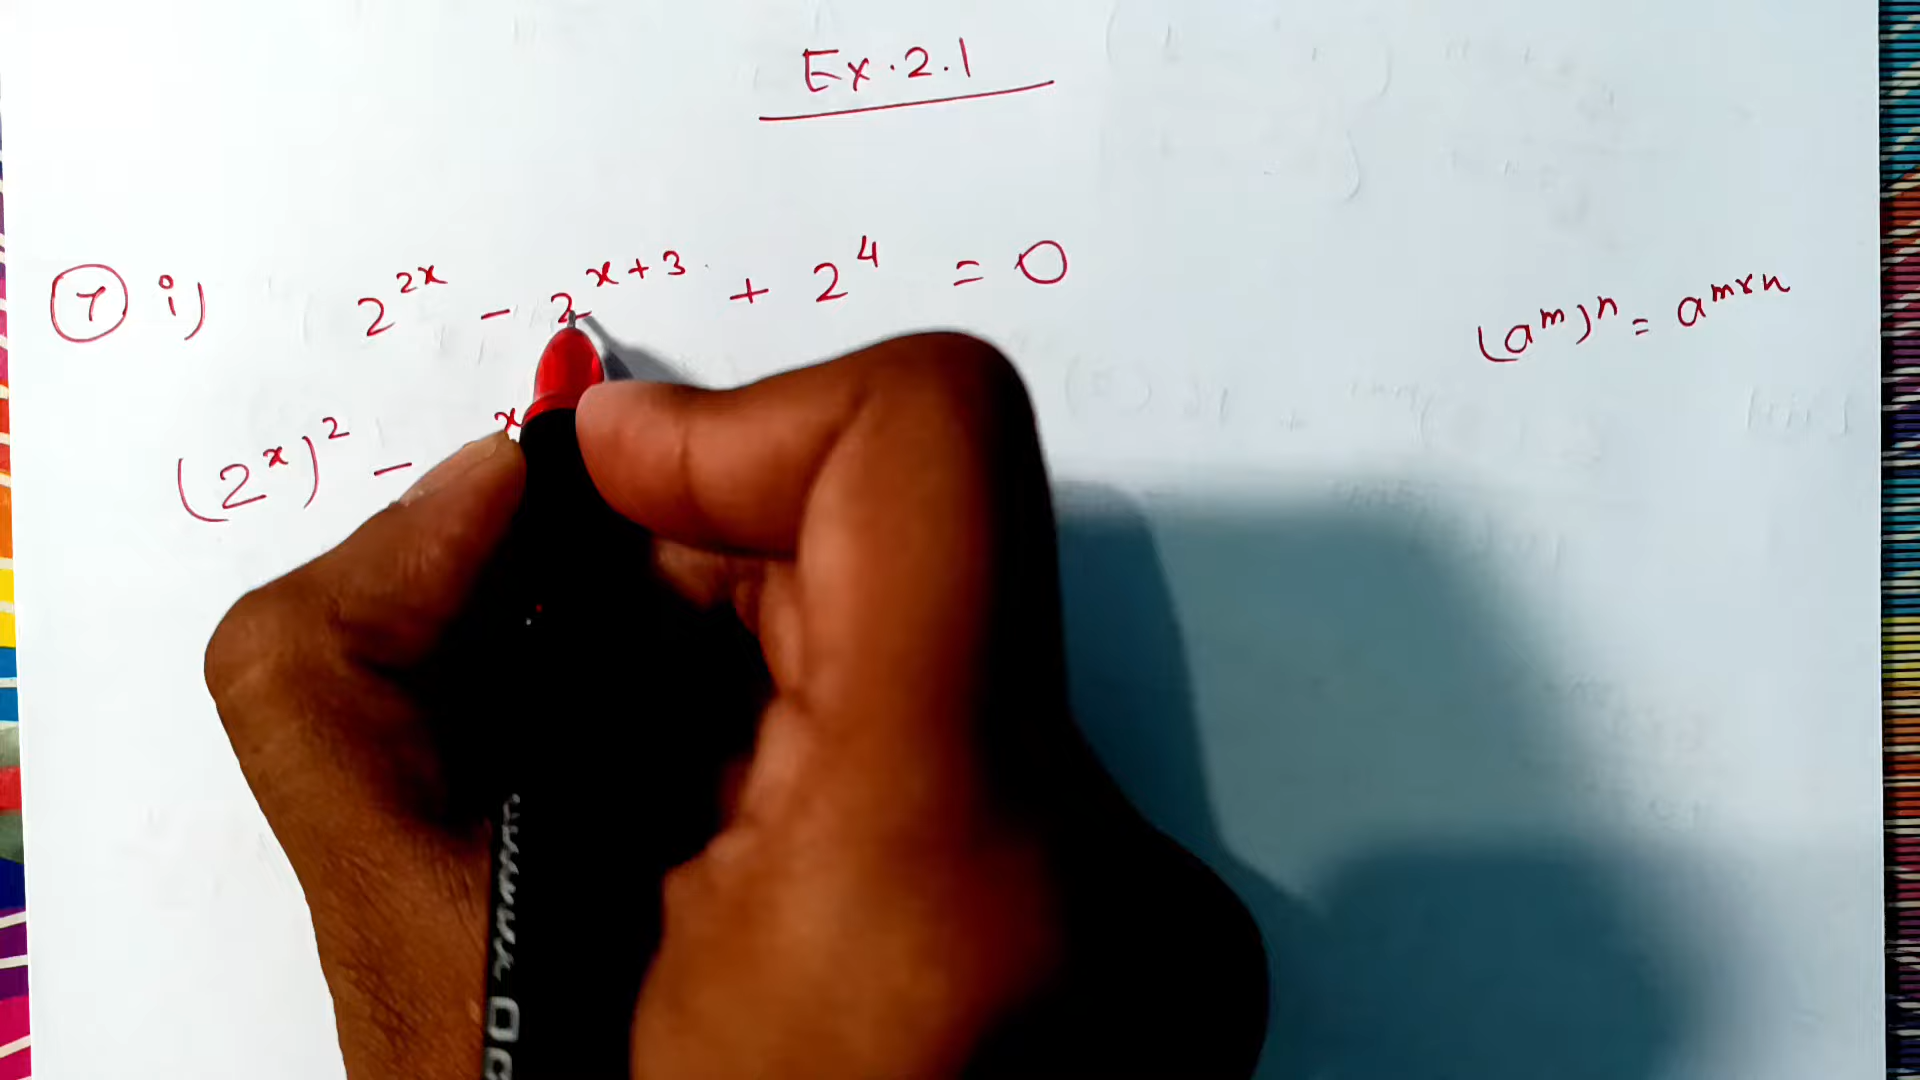 Ex. 2.1
7 i) 2^{2x} - 2^{x+3} + 2^4 = 0
(a^m)^n = a^{m×n}
(2^x)^2 - x